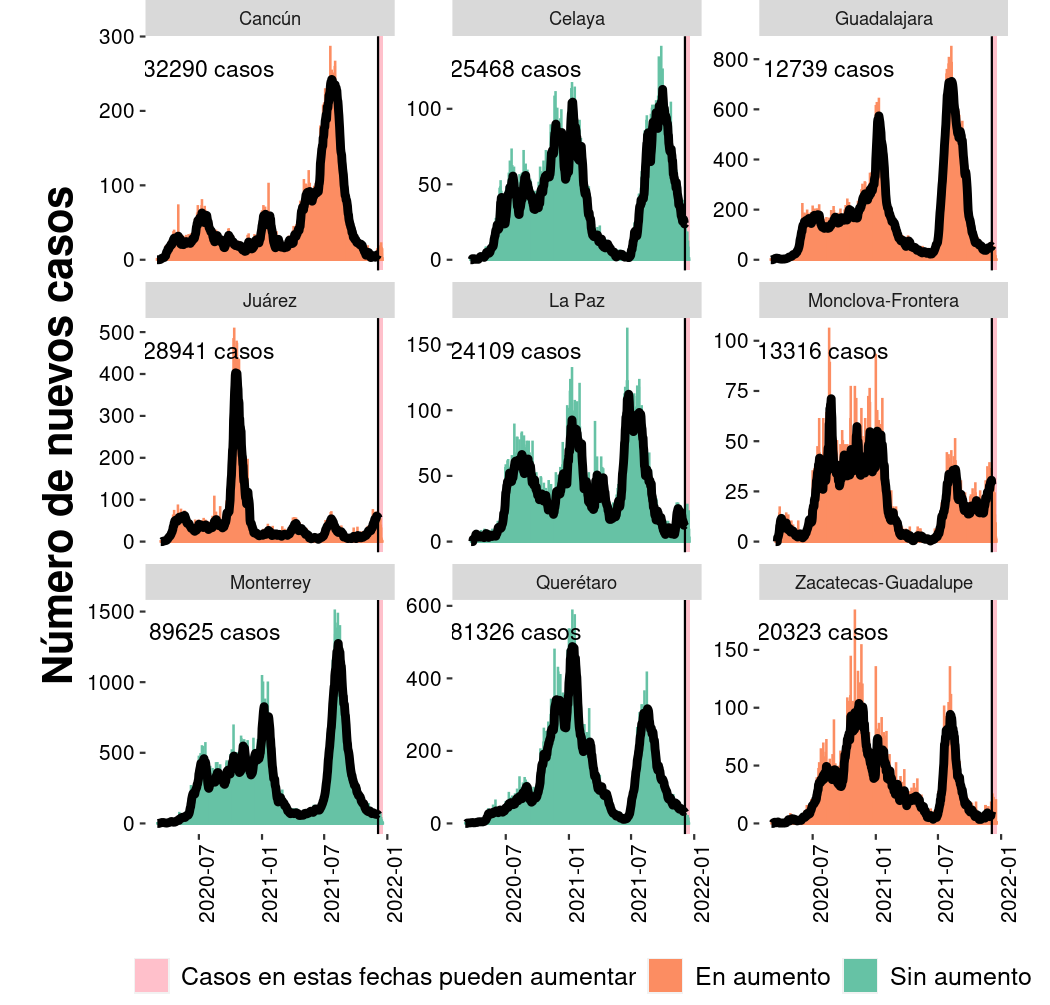 Número de nuevos casos
Cancún
Celaya
Guadalajara
300
200
100
0
32290 casos
100
50
0
25468 casos
800
600
400
200
0
12739 casos
Juárez
La Paz
Monclova-Frontera
500
400
300
200
100
0
28941 casos
150
100
50
0
24109 casos
100
75
50
25
0
13316 casos
Monterrey
Querétaro
Zacatecas-Guadalupe
1500
1000
500
0
89625 casos
600
400
200
0
81326 casos
150
100
50
0
20323 casos
2020-07
2021-01
2021-07
2022-01
2020-07
2021-01
2021-07
2022-01
2020-07
2021-01
2021-07
2022-01
Casos en estas fechas pueden aumentar
En aumento
Sin aumento